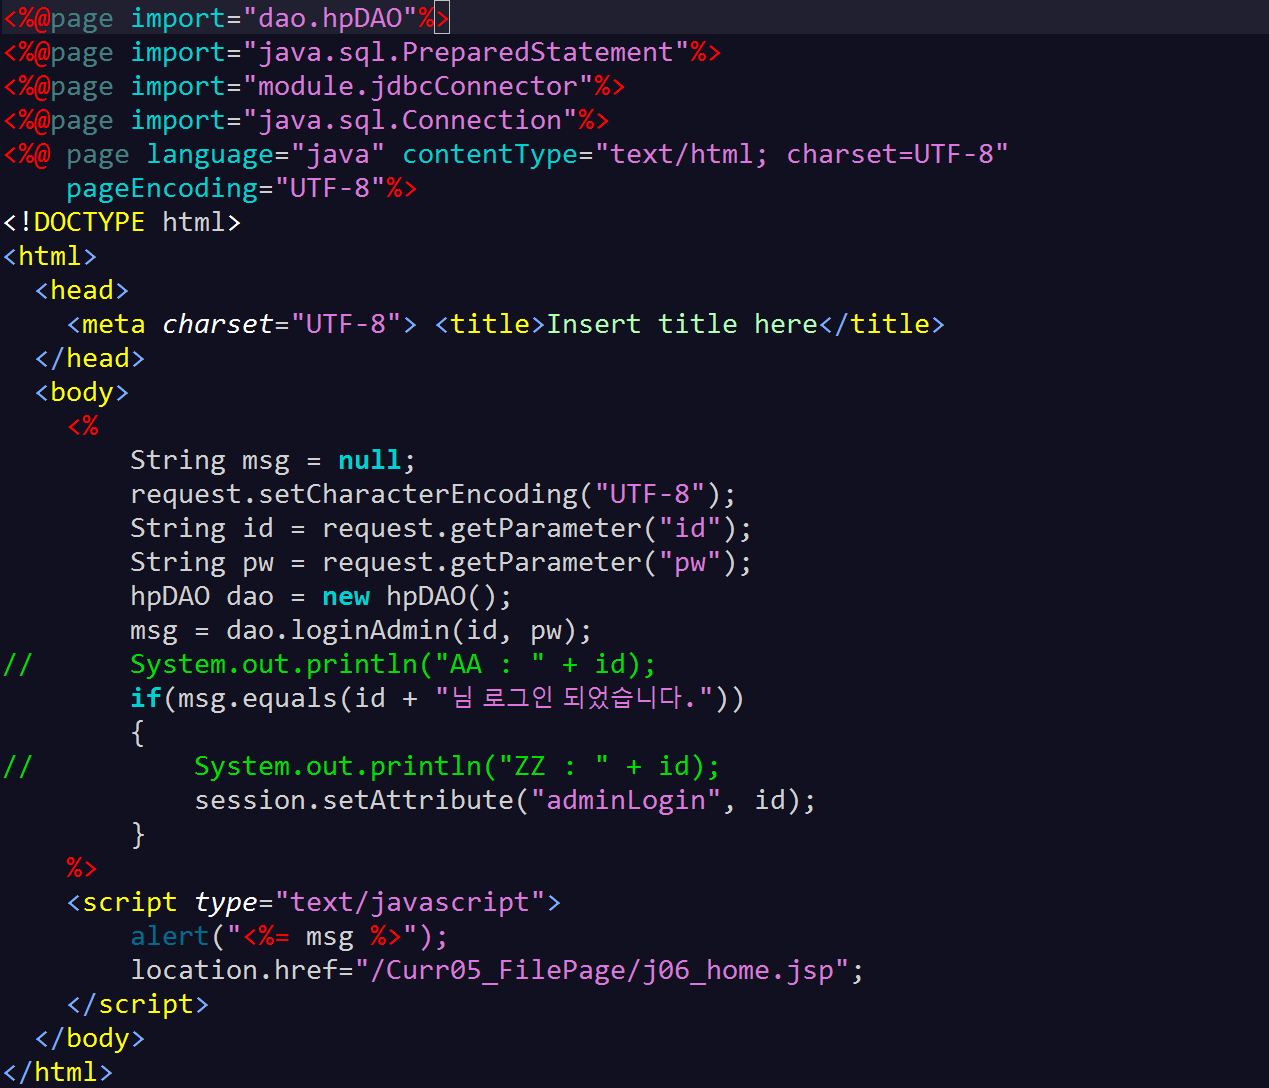 <%@page import="dao.hpDAO"%>
<%@page import="java.sql.PreparedStatement"%>
<%@page import="module.jdbcConnector"%>
<%@page import="java.sql.Connection"%>
<%@ page language="java" contentType="text/html; charset=UTF-8"
    pageEncoding="UTF-8"%>
<!DOCTYPE html>
<html>
  <head>
    <meta charset="UTF-8"> <title>Insert title here</title>
  </head>
  <body>
    <%
        String msg = null;
        request.setCharacterEncoding("UTF-8");
        String id = request.getParameter("id");
        String pw = request.getParameter("pw");
        hpDAO dao = new hpDAO();
        msg = dao.loginAdmin(id, pw);
//      System.out.println("AA : " + id);
        if(msg.equals(id + "님 로그인 되었습니다."))
        {
//          System.out.println("ZZ : " + id);
            session.setAttribute("adminLogin", id);
        }
    %>
    <script type="text/javascript">
        alert("<%= msg %>");
        location.href="/Curr05_FilePage/j06_home.jsp";
    </script>
  </body>
</html>